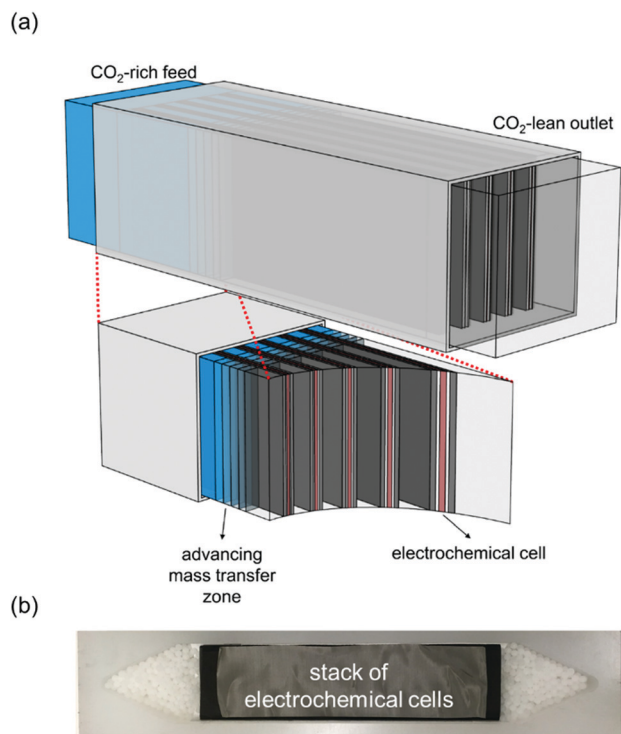 (a)
CO₂-rich feed
CO₂-lean outlet
advancing
mass transfer
zone
electrochemical cell
(b)
stack of
electrochemical cells